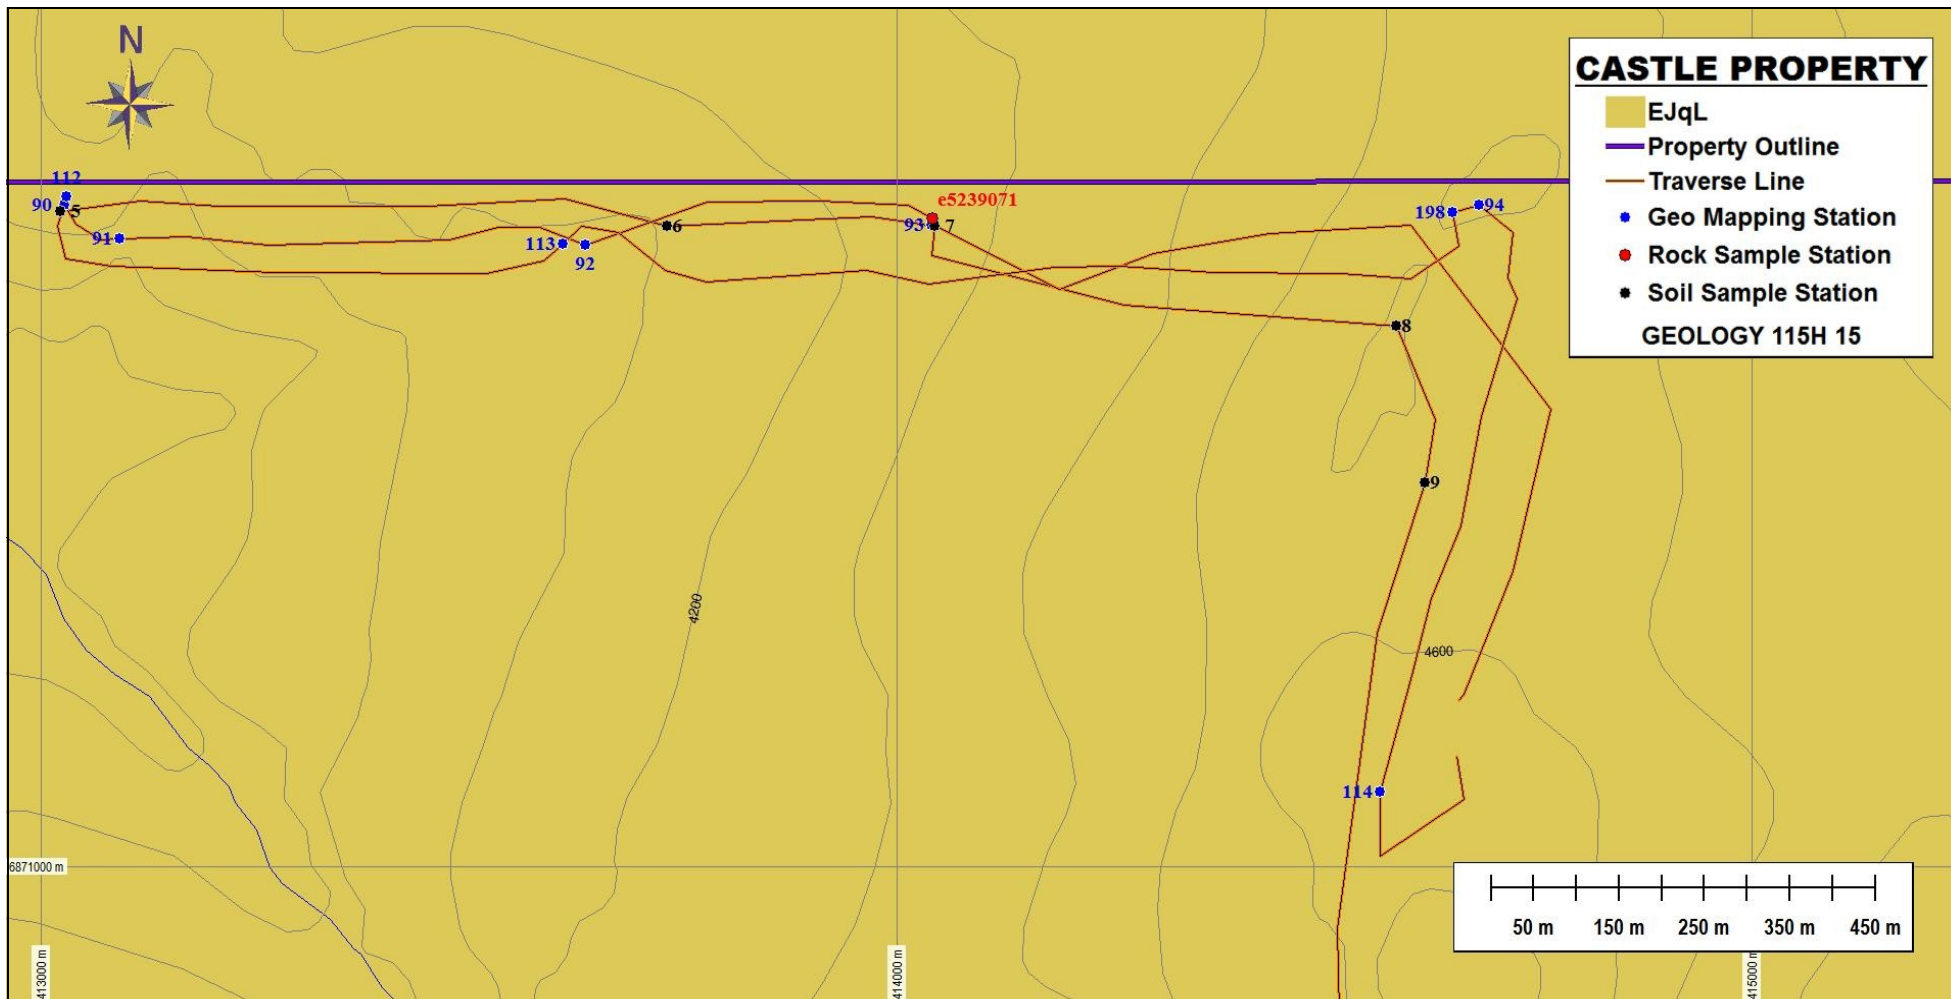 N
CASTLE PROPERTY
EJqL
Property Outline
Traverse Line
Geo Mapping Station
Rock Sample Station
Soil Sample Station
GEOLOGY 115H 15
112
90
5
91
113
92
6
e5239071
93
7
198
94
8
9
4200
4600
114
6871000 m
413000 m
414000 m
415000 m
50 m 150 m 250 m 350 m 450 m